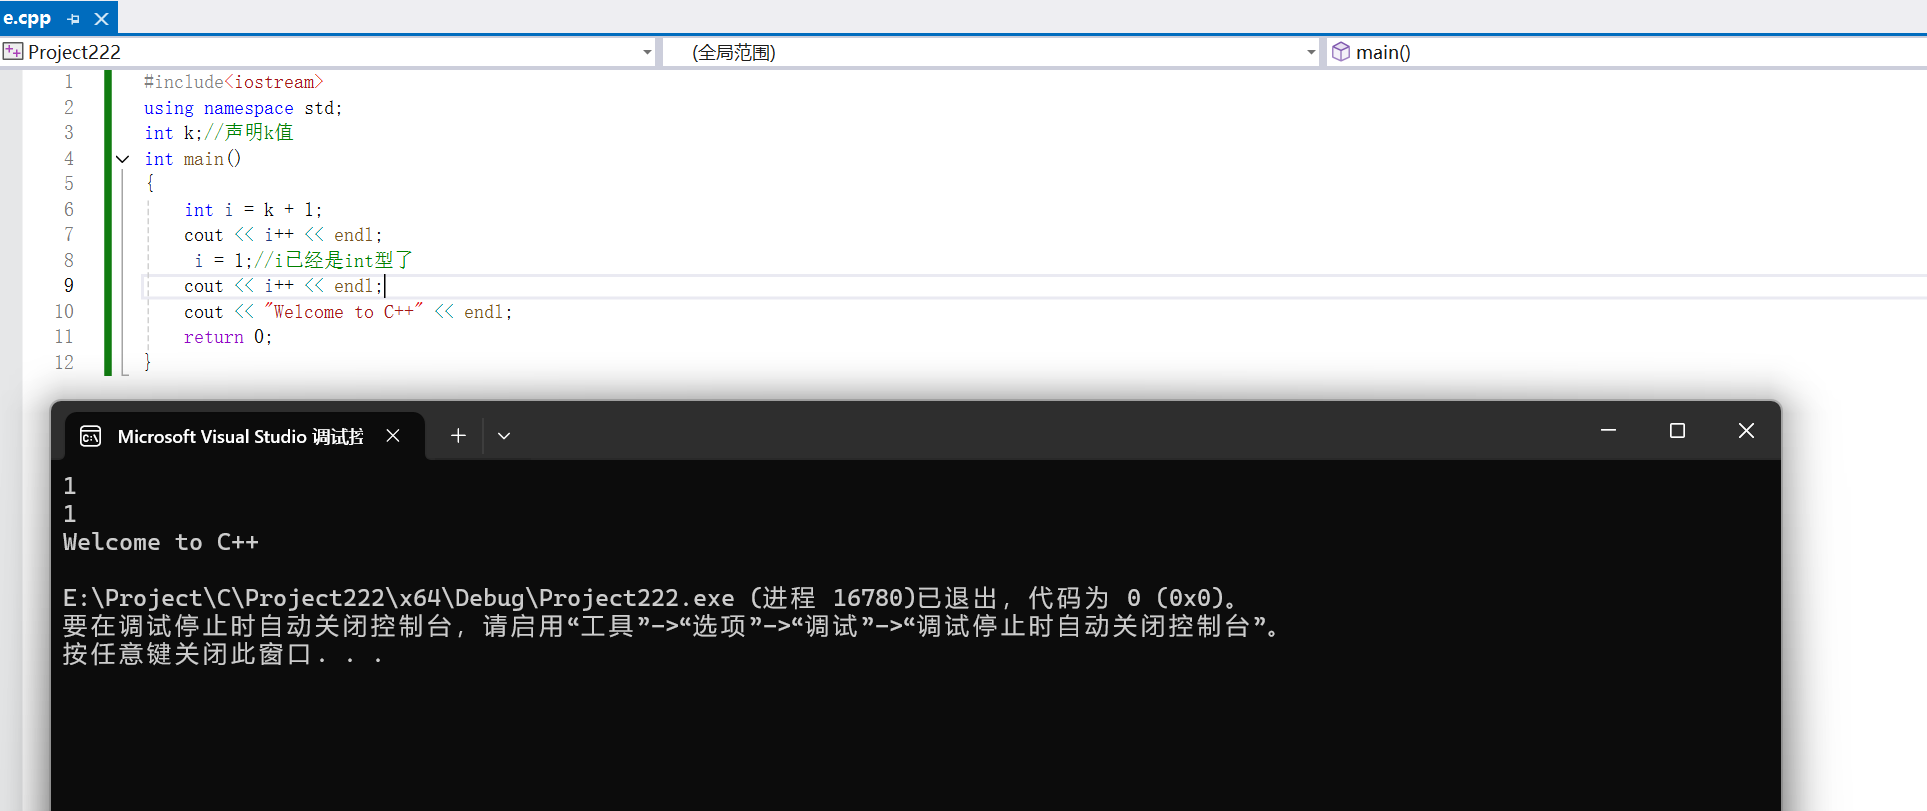 e.cpp
Project222 (全局范围) main()
1 #include<iostream>
2 using namespace std;
3 int k;//声明k值
4 int main()
5 {
6 int i = k + 1;
7 cout << i++ << endl;
8 i = 1;//i已经是int型了
9 cout << i++ << endl;
10 cout << "Welcome to C++" << endl;
11 return 0;
12 }
Microsoft Visual Studio 调试控
1
1
Welcome to C++
E:\Project\C\Project222\x64\Debug\Project222.exe (进程 16780)已退出，代码为 0 (0x0)。
要在调试停止时自动关闭控制台，请启用“工具”->“选项”->“调试”->“调试停止时自动关闭控制台”。
按任意键关闭此窗口. . .